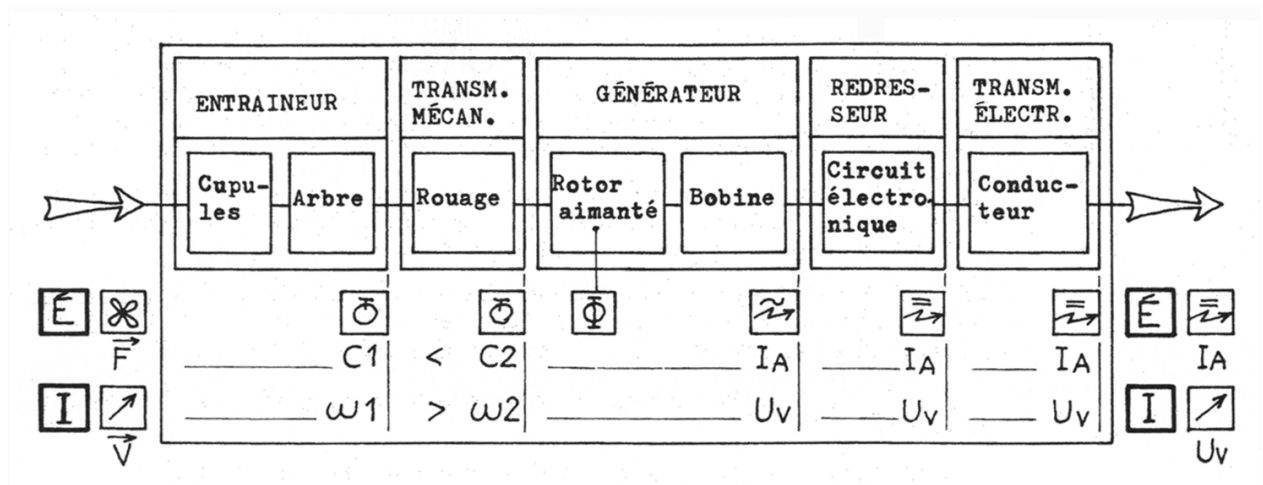 ENTRAINEUR
TRANSM.
MÉCAN.
GÉNÉRATEUR
REDRES-
SEUR
TRANSM.
ÉLECTR.
Cupu-
les
Arbre
Rouage
Rotor
aimanté
Bobine
Circuit
électro-
nique
Conduc-
teur
É
Φ
É
F
C1 < C2
IA
IA
IA
IA
I
ω1 > ω2
Uv
Uv
Uv
I
V
Uv